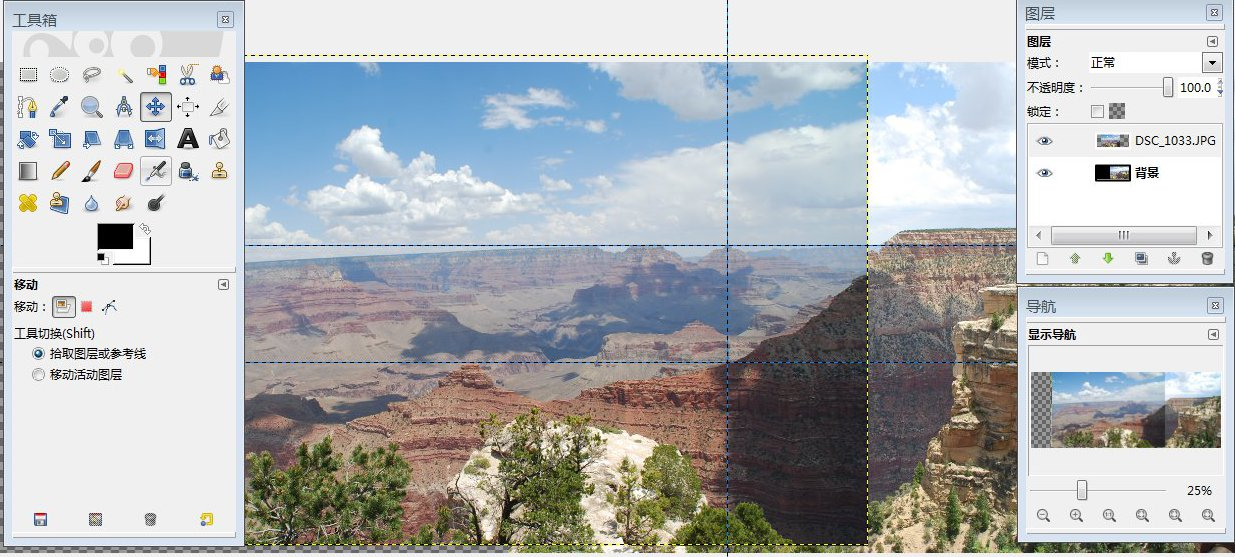 工具箱
移动
移动：
工具切换(Shift)
拾取图层或参考线
移动活动图层
图层
图层
模式： 正常
不透明度： 100.0
锁定：
DSC_1033.JPG
背景
导航
显示导航
25%